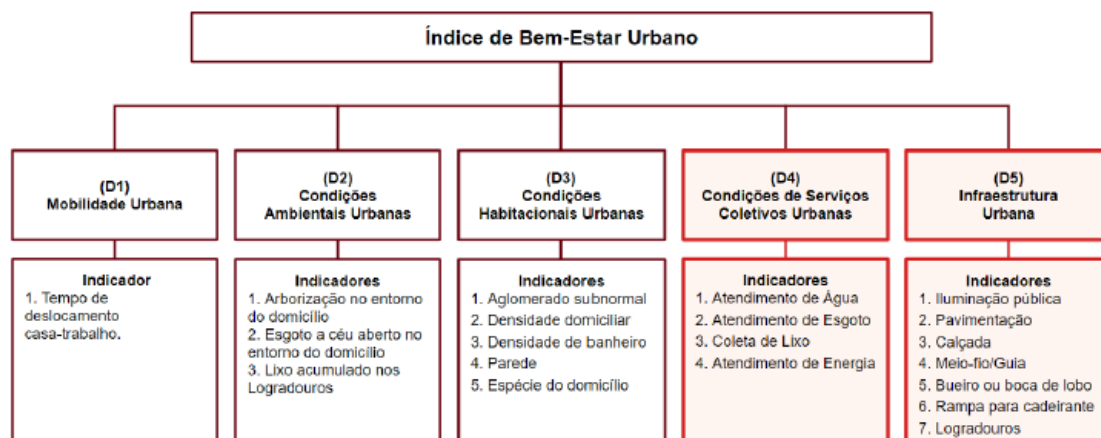 Índice de Bem-Estar Urbano
(D1)
Mobilidade Urbana
(D2)
Condições
Ambientais Urbanas
(D3)
Condições
Habitacionais Urbanas
(D4)
Condições de Serviços
Coletivos Urbanas
(D5)
Infraestrutura
Urbana
Indicador
1. Tempo de
deslocamento
casa-trabalho.
Indicadores
1. Arborização no entorno
do domicílio
2. Esgoto a céu aberto no
entorno do domicílio
3. Lixo acumulado nos
Logradouros
Indicadores
1. Aglomerado subnormal
2. Densidade domiciliar
3. Densidade de banheiro
4. Parede
5. Espécie do domicílio
Indicadores
1. Atendimento de Água
2. Atendimento de Esgoto
3. Coleta de Lixo
4. Atendimento de Energia
Indicadores
1. Iluminação pública
2. Pavimentação
3. Calçada
4. Meio-fio/Guia
5. Bueiro ou boca de lobo
6. Rampa para cadeirante
7. Logradouros